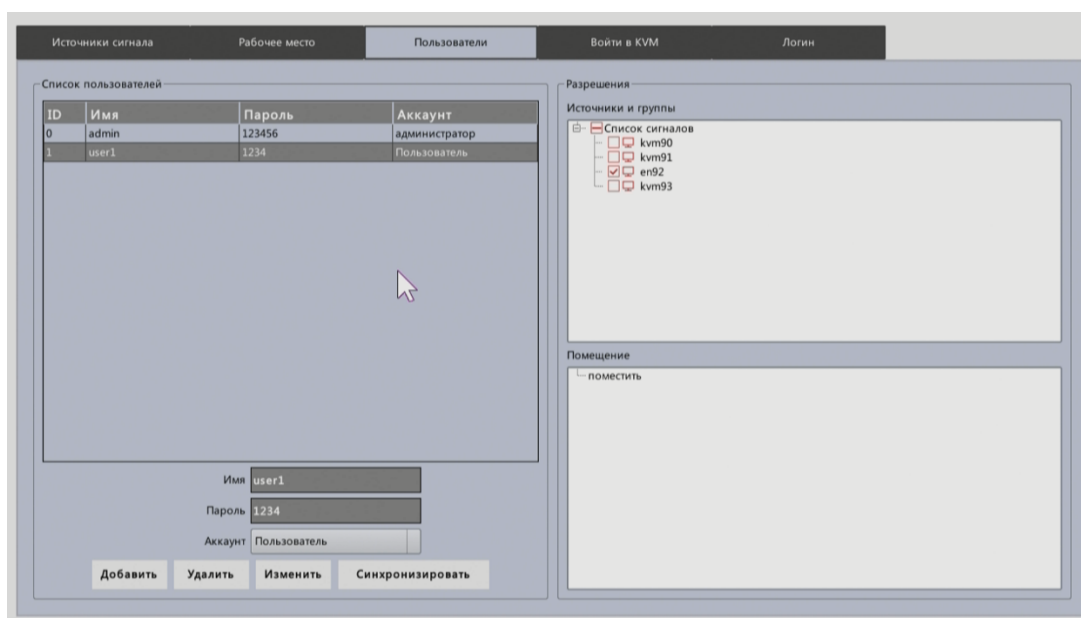 Источники сигнала Рабочее место Пользователи Войти в KVM Логин
Список пользователей
ID Имя Пароль Аккаунт
0 admin 123456 администратор
1 user1 1234 Пользователь
Имя user1
Пароль 1234
Аккаунт Пользователь
Добавить Удалить Изменить Синхронизировать
Разрешения
Источники и группы
Список сигналов
kvm90
kvm91
en92
kvm93
Помещение
поместить